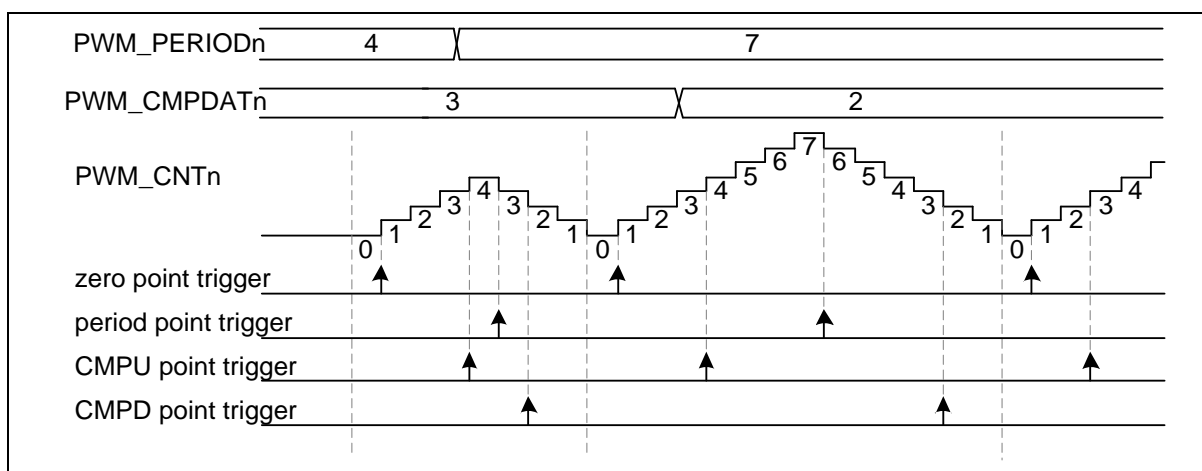 PWM_PERIODn 4 7
PWM_CMPDATn 3 2
PWM_CNTn 0 1 2 3 4 3 2 1 0 1 2 3 4 5 6 7 6 5 4 3 2 1 0 1 2 3 4
zero point trigger
period point trigger
CMPU point trigger
CMPD point trigger